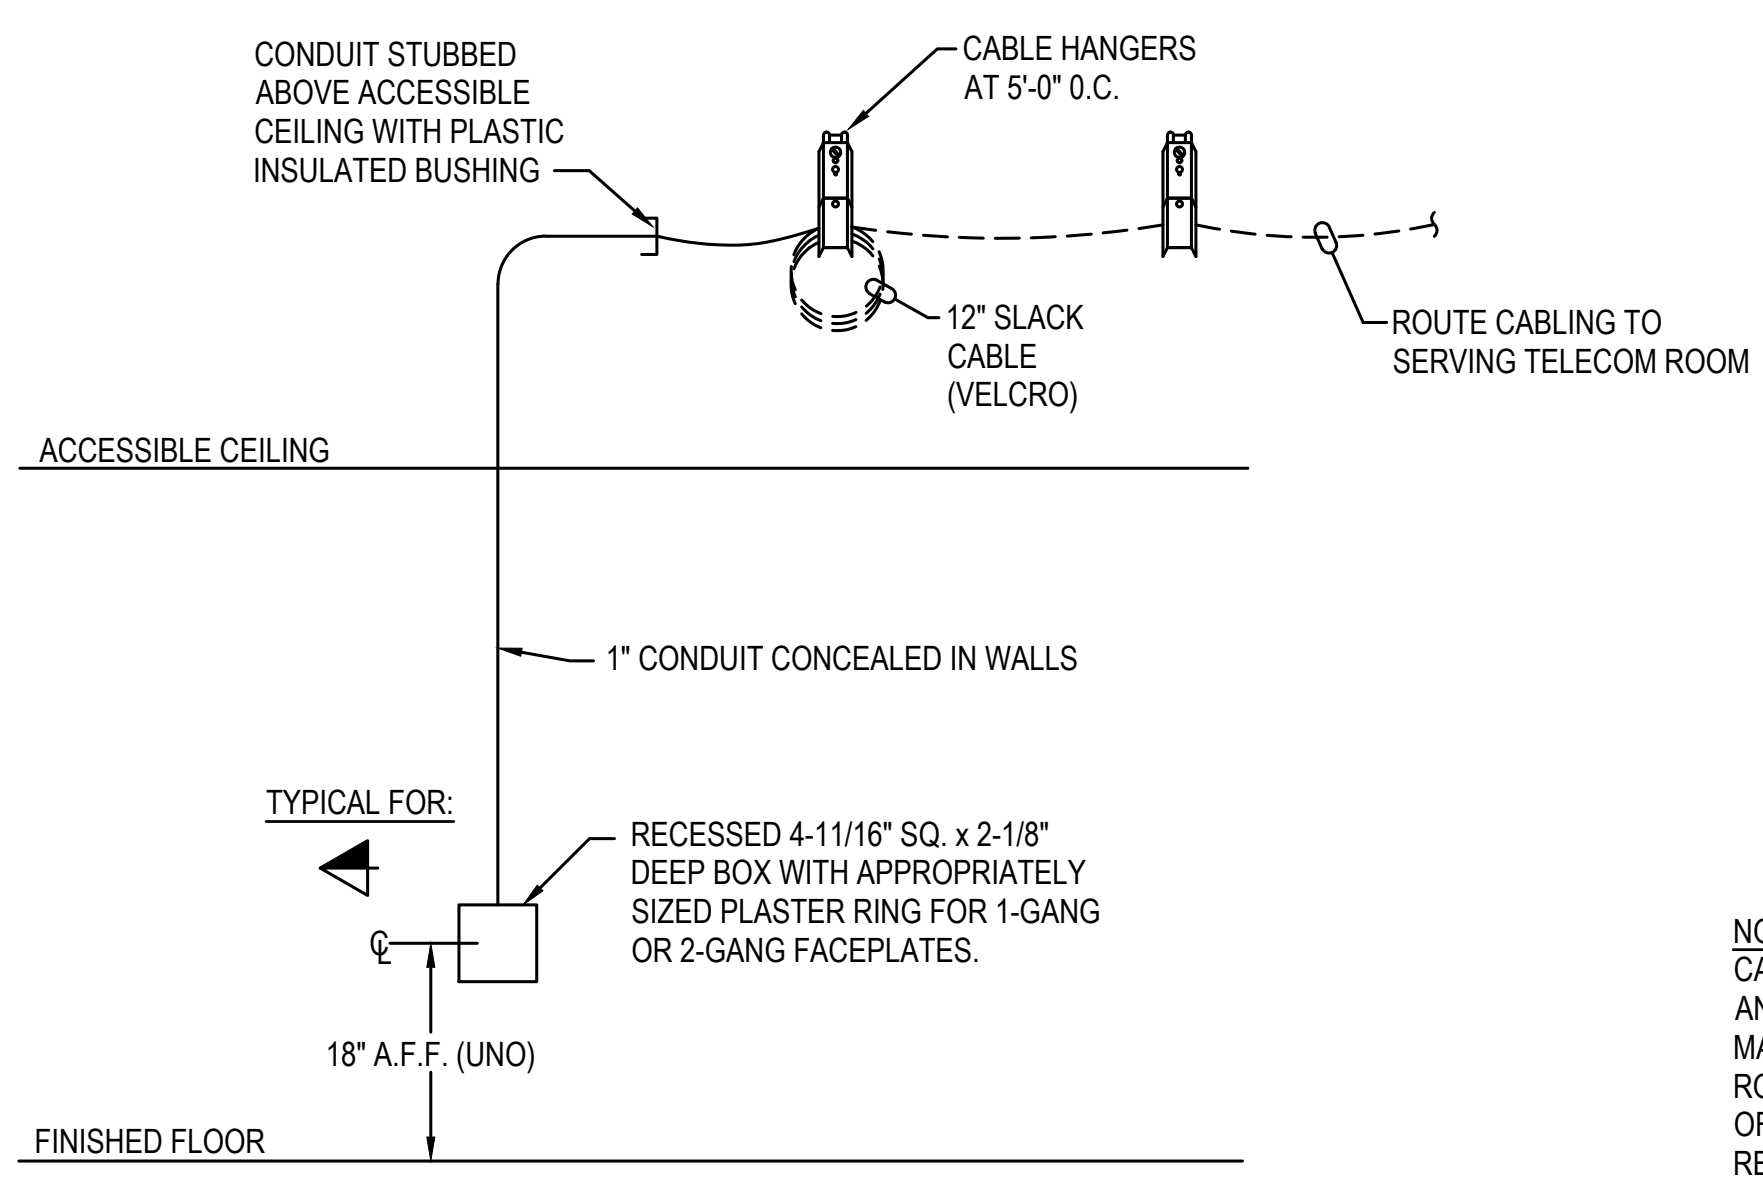 CONDUIT STUBBED
ABOVE ACCESSIBLE
CEILING WITH PLASTIC
INSULATED BUSHING
CABLE HANGERS
AT 5'-0" O.C.
12" SLACK
CABLE
(VELCRO)
ROUTE CABLING TO
SERVING TELECOM ROOM
ACCESSIBLE CEILING
1" CONDUIT CONCEALED IN WALLS
TYPICAL FOR:
RECESSED 4-11/16" SQ. x 2-1/8"
DEEP BOX WITH APPROPRIATELY
SIZED PLASTER RING FOR 1-GANG
OR 2-GANG FACEPLATES.
℄
18" A.F.F. (UNO)
FINISHED FLOOR